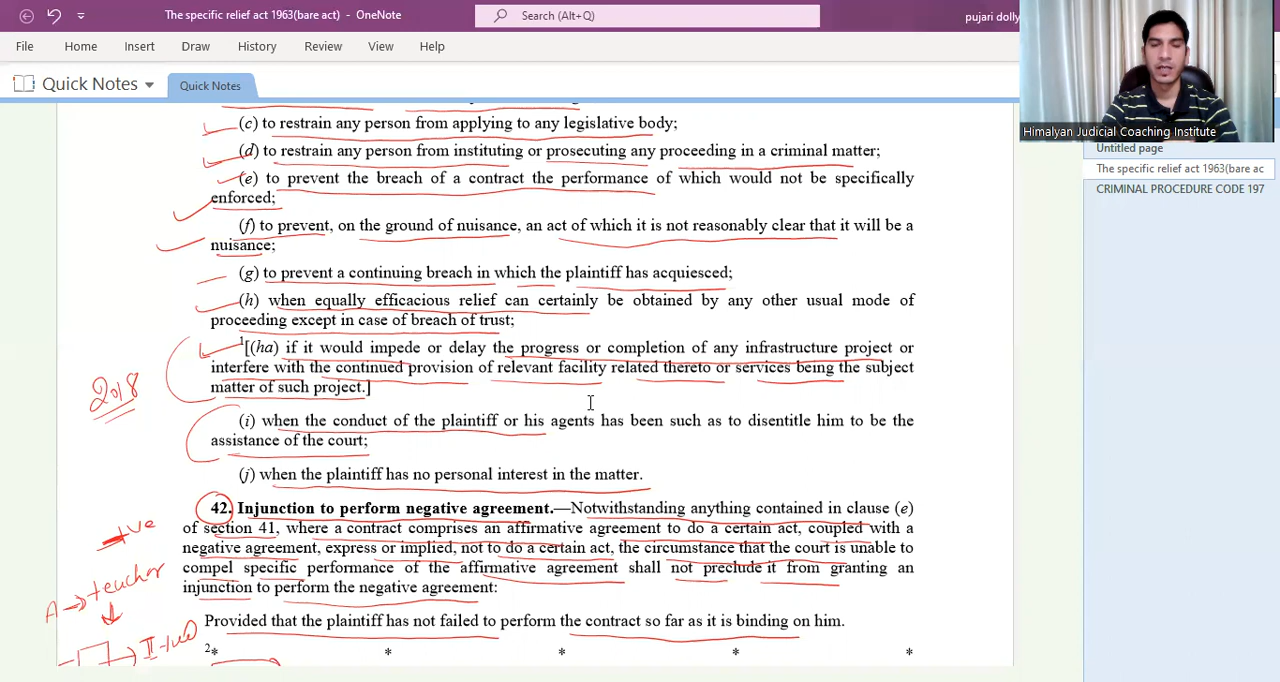 The specific relief act 1963(bare act) - OneNote
Search (Alt+Q)
pujari dolly
File Home Insert Draw History Review View Help
Quick Notes
Quick Notes
Himalyan Judicial Coaching Institute
Untitled page
The specific relief act 1963(bare ac
CRIMINAL PROCEDURE CODE 197
(c) to restrain any person from applying to any legislative body;
(d) to restrain any person from instituting or prosecuting any proceeding in a criminal matter;
(e) to prevent the breach of a contract the performance of which would not be specifically
enforced;
(f) to prevent, on the ground of nuisance, an act of which it is not reasonably clear that it will be a
nuisance;
(g) to prevent a continuing breach in which the plaintiff has acquiesced;
(h) when equally efficacious relief can certainly be obtained by any other usual mode of
proceeding except in case of breach of trust;
1[(ha) if it would impede or delay the progress or completion of any infrastructure project or
interfere with the continued provision of relevant facility related thereto or services being the subject
matter of such project.]
2018
(i) when the conduct of the plaintiff or his agents has been such as to disentitle him to be the
assistance of the court;
(j) when the plaintiff has no personal interest in the matter.
42. Injunction to perform negative agreement.—Notwithstanding anything contained in clause (e)
of section 41, where a contract comprises an affirmative agreement to do a certain act, coupled with a
negative agreement, express or implied, not to do a certain act, the circumstance that the court is unable to
compel specific performance of the affirmative agreement shall not preclude it from granting an
injunction to perform the negative agreement:
+ve
A → teacher
Provided that the plaintiff has not failed to perform the contract so far as it is binding on him.
2* * * * *